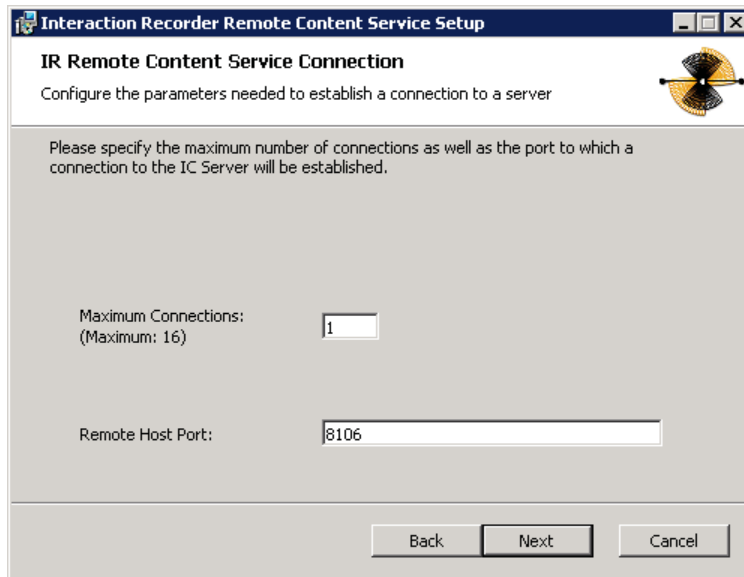 Interaction Recorder Remote Content Service Setup
IR Remote Content Service Connection
Configure the parameters needed to establish a connection to a server
Please specify the maximum number of connections as well as the port to which a
connection to the IC Server will be established.
Maximum Connections:
(Maximum: 16)
1
Remote Host Port:
8106
Back
Next
Cancel